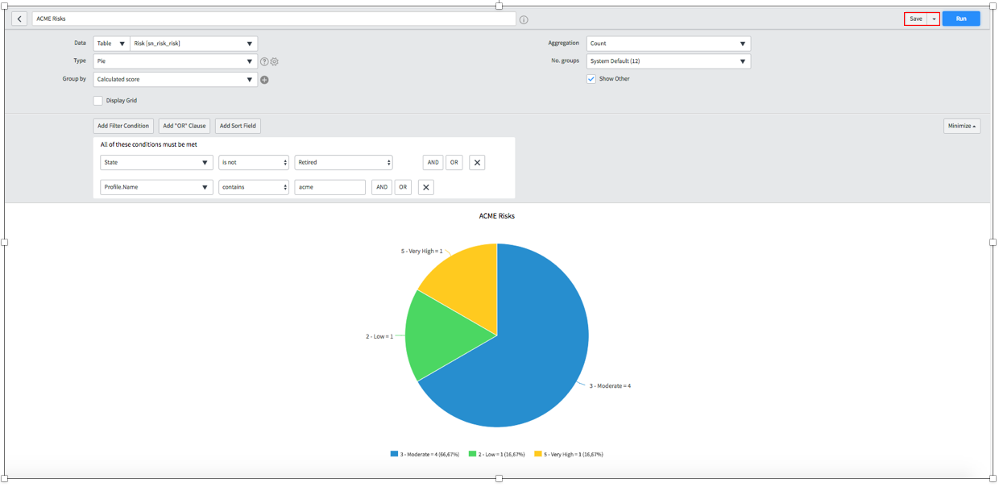 ACME Risks
Save
Run
Data Table Risk [sn_risk_risk] Aggregation Count
Type Pie No. groups System Default (12)
Group by Calculated score Show Other
Display Grid
Add Filter Condition Add "OR" Clause Add Sort Field Minimize
All of these conditions must be met
State is not Retired AND OR
Profile.Name contains acme AND OR
ACME Risks
5 - Very High = 1
2 - Low = 1
3 - Moderate = 4
3 - Moderate = 4 (66,67%) 2 - Low = 1 (16,67%) 5 - Very High = 1 (16,67%)